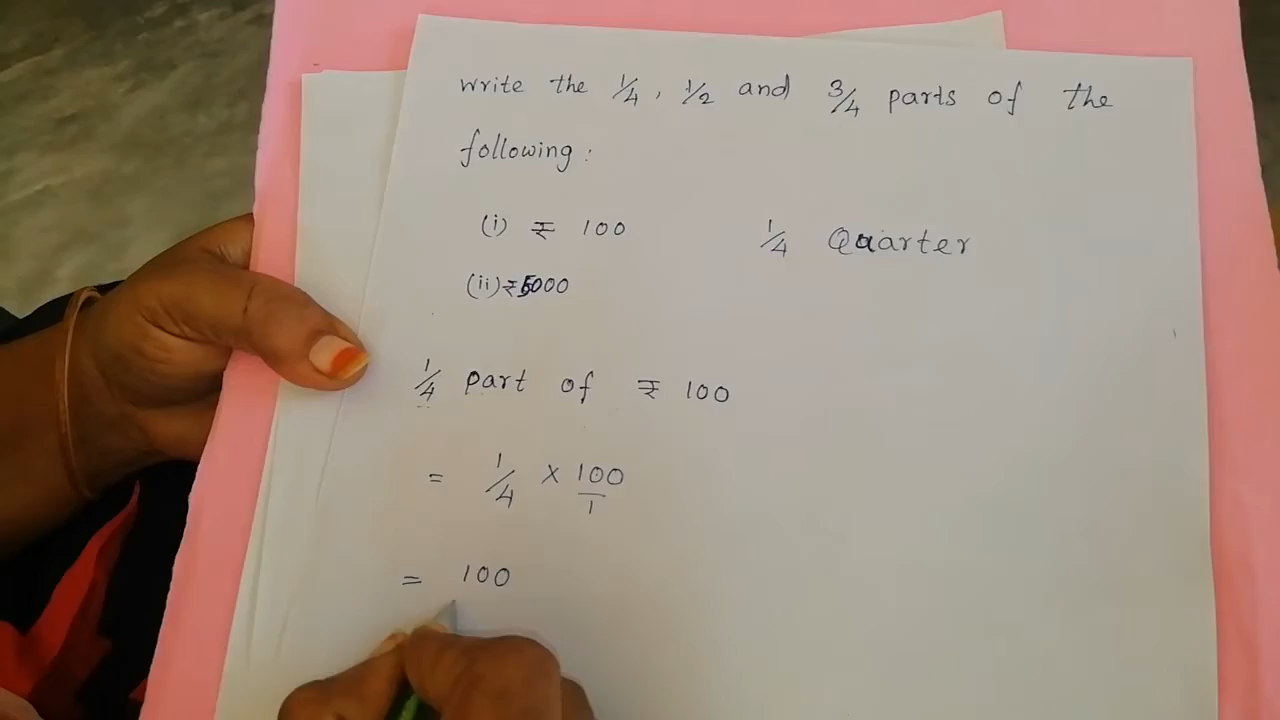 write the 1/4, 1/2 and 3/4 parts of the
following:
(i) ₹ 100
1/4 Quarter
(ii) ₹ 5000
1/4 part of ₹ 100
= 1/4 × 100/1
= 100